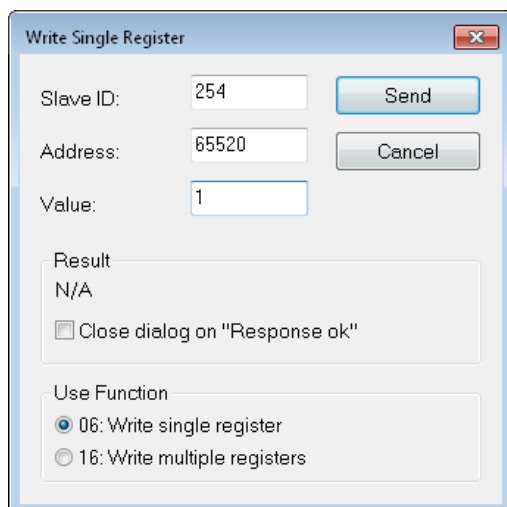 Write Single Register
Slave ID: 254 Send
Address: 65520 Cancel
Value: 1
Result
N/A
Close dialog on "Response ok"
Use Function
06: Write single register
16: Write multiple registers